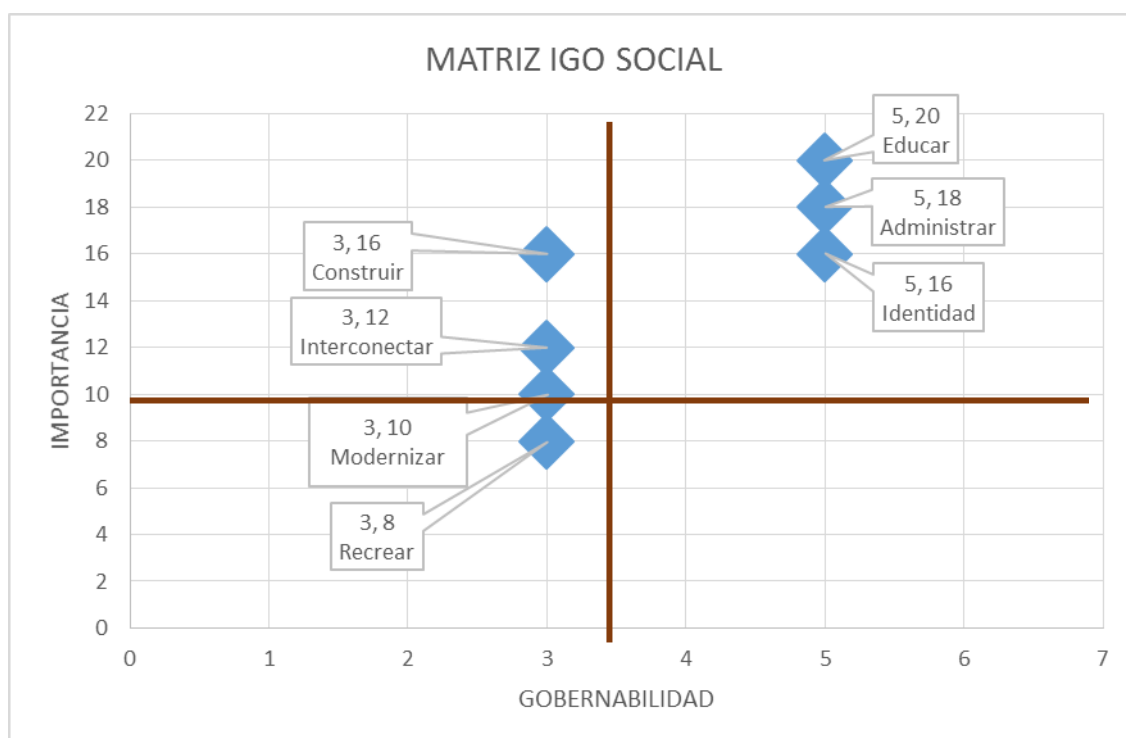 MATRIZ IGO SOCIAL
22
20
18
16
14
12
10
8
6
4
2
0
IMPORTANCIA
5, 20
Educar
5, 18
Administrar
5, 16
Identidad
3, 16
Construir
3, 12
Interconectar
3, 10
Modernizar
3, 8
Recrear
0 1 2 3 4 5 6 7
GOBERNABILIDAD